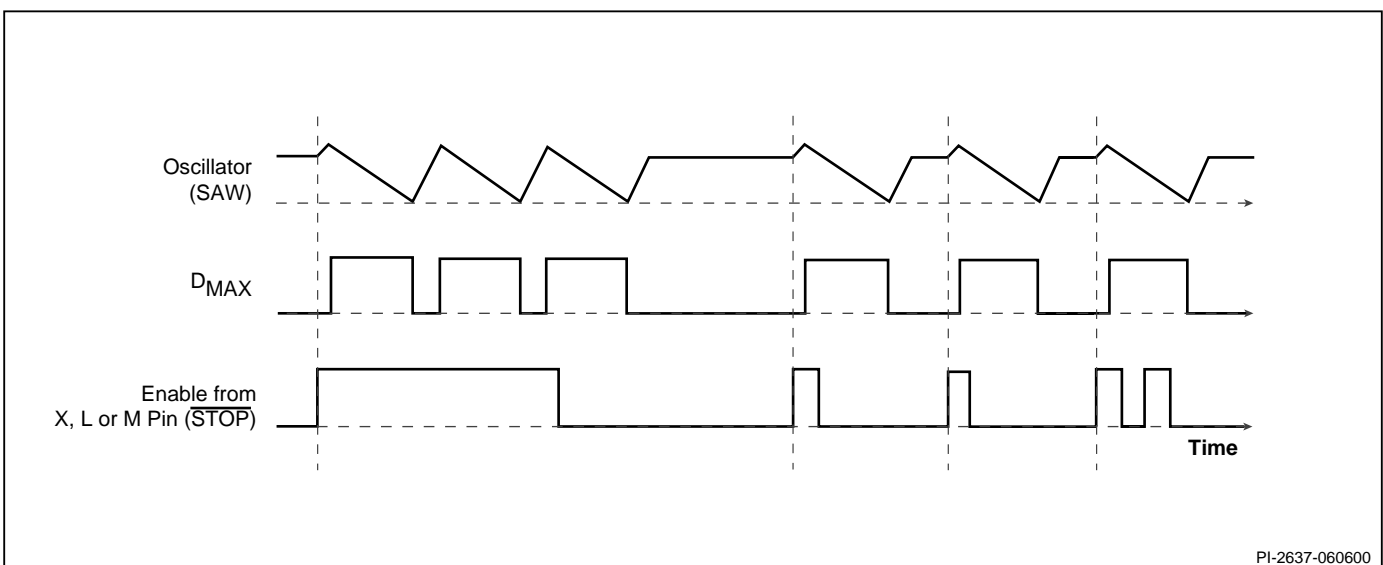 Oscillator
(SAW)
DMAX
Enable from
X, L or M Pin (STOP)
Time
PI-2637-060600